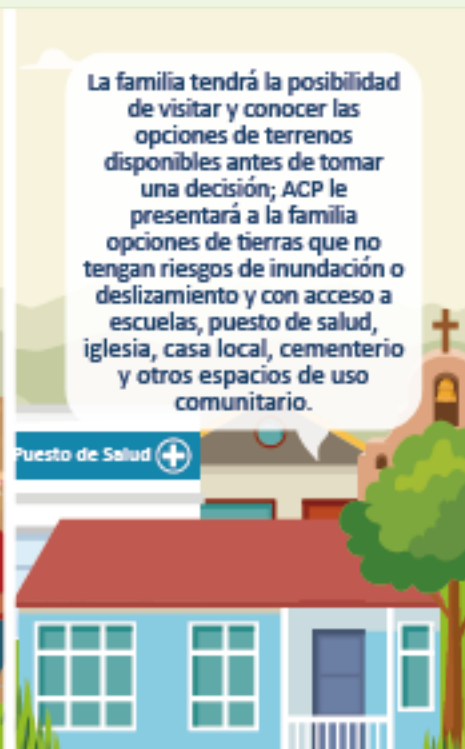 La familia tendrá la posibilidad
de visitar y conocer las
opciones de terrenos
disponibles antes de tomar
una decisión; ACP le
presentará a la familia
opciones de tierras que no
tengan riesgos de inundación o
deslizamiento y con acceso a
escuelas, puesto de salud,
iglesia, casa local, cementerio
y otros espacios de uso
comunitario.
Puesto de Salud